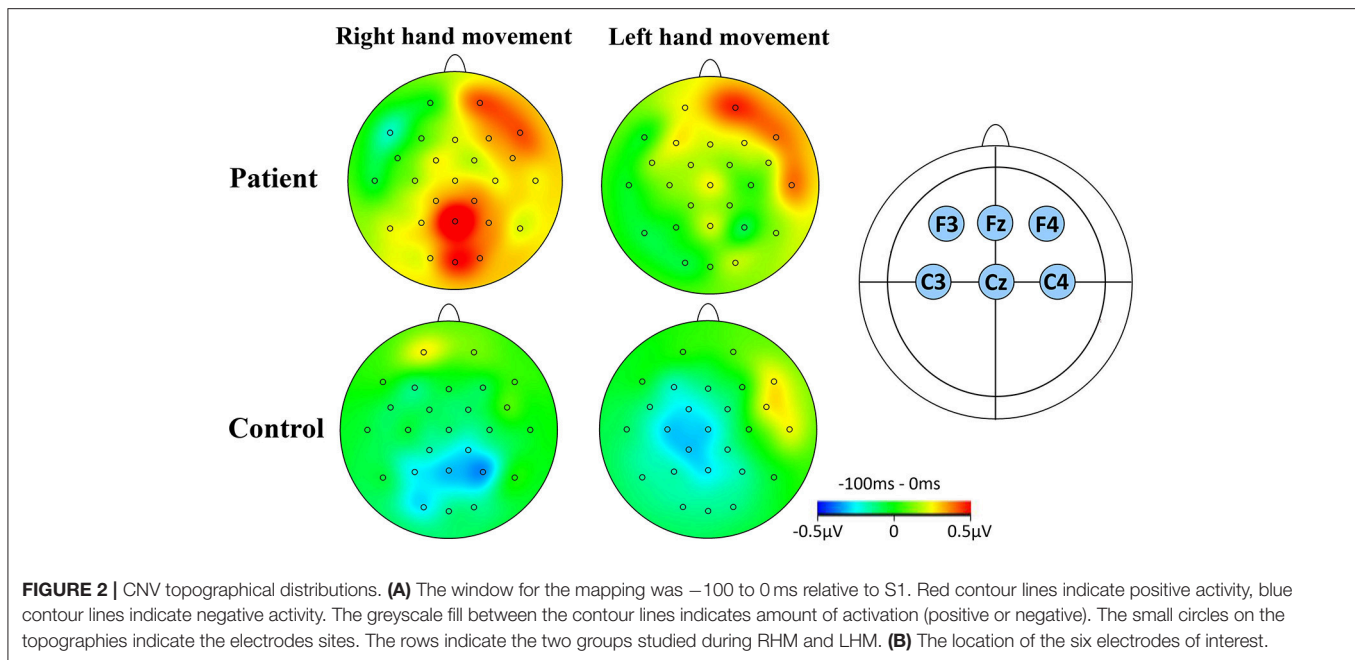 Right hand movement Left hand movement
Patient
F3 Fz F4
C3 Cz C4
Control
-100ms - 0ms
-0.5µV 0 0.5µV
FIGURE 2 | CNV topographical distributions. (A) The window for the mapping was −100 to 0 ms relative to S1. Red contour lines indicate positive activity, blue
contour lines indicate negative activity. The greyscale fill between the contour lines indicates amount of activation (positive or negative). The small circles on the
topographies indicate the electrodes sites. The rows indicate the two groups studied during RHM and LHM. (B) The location of the six electrodes of interest.